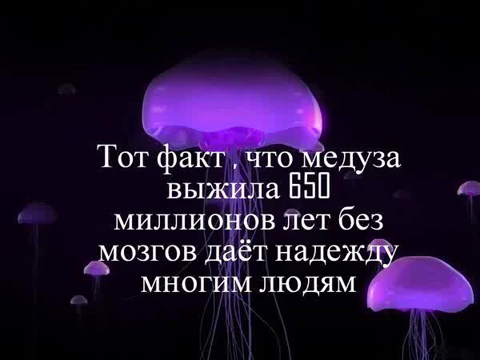 Тот факт , что медуза
выжила 650
миллионов лет без
мозгов даёт надежду
многим людям